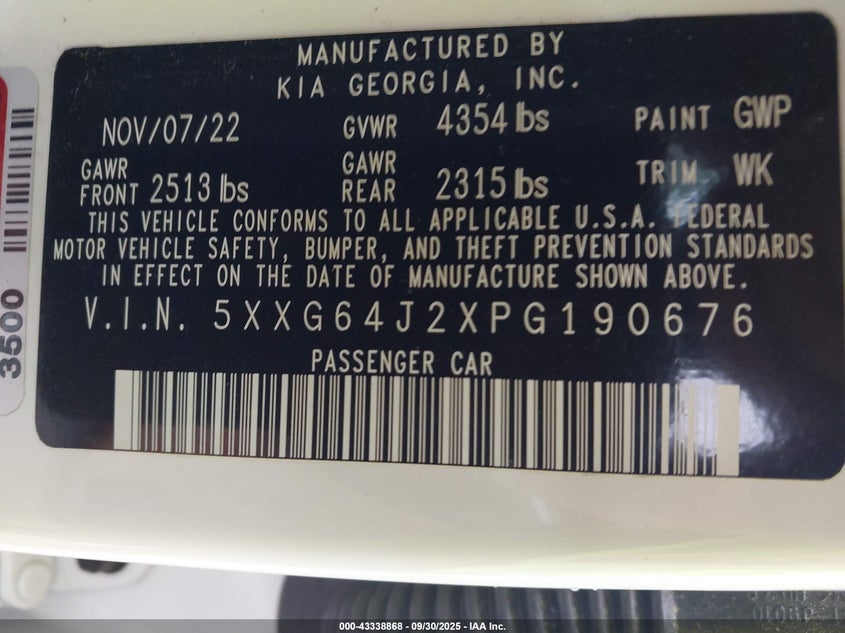 MANUFACTURED BY
KIA GEORGIA, INC.
NOV/07/22 GVWR 4354 lbs PAINT GWP
GAWR FRONT 2513 lbs GAWR REAR 2315 lbs TRIM WK
THIS VEHICLE CONFORMS TO ALL APPLICABLE U.S.A. FEDERAL
MOTOR VEHICLE SAFETY, BUMPER, AND THEFT PREVENTION STANDARDS
IN EFFECT ON THE DATE OF MANUFACTURE SHOWN ABOVE.
V.I.N. 5XXG64J2XPG190676
PASSENGER CAR
3500
000-43338868 - 09/30/2025 - IAA Inc.